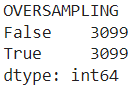 OVERSAMPLING
False    3099
True     3099
dtype: int64